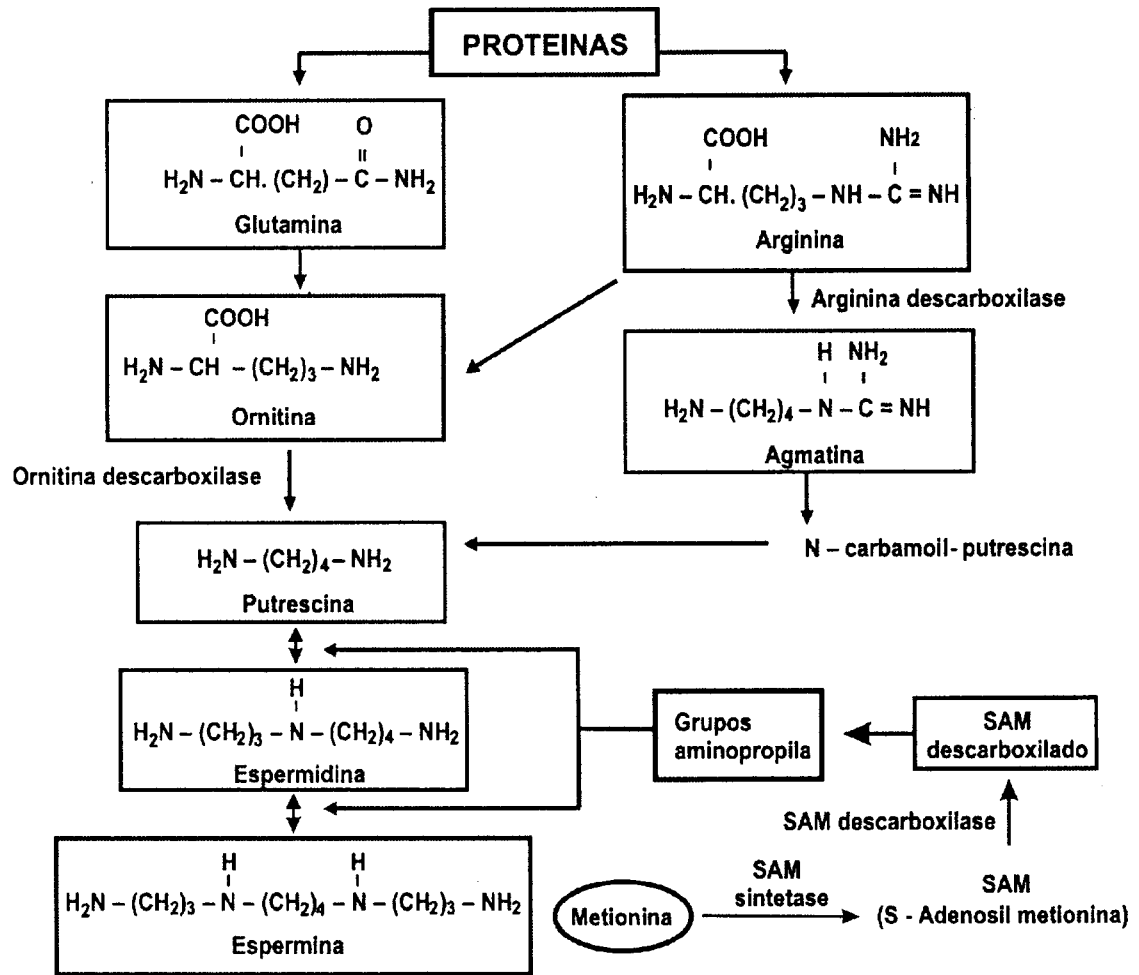 PROTEINAS
COOH O
H₂N – CH. (CH₂) – C – NH₂
Glutamina
NH₂
COOH
H₂N – CH. (CH₂)₃ – NH – C = NH
Arginina
Arginina descarboxilase
COOH
H₂N – CH – (CH₂)₃ – NH₂
Ornitina
H NH₂
H₂N – (CH₂)₄ – N – C = NH
Agmatina
Ornitina descarboxilase
N – carbamoil- putrescina
H₂N – (CH₂)₄ – NH₂
Putrescina
H
H₂N – (CH₂)₃ – N – (CH₂)₄ – NH₂
Espermidina
Grupos
aminopropila
SAM
descarboxilado
SAM descarboxilase
H H
H₂N – (CH₂)₃ – N – (CH₂)₄ – N – (CH₂)₃ – NH₂
Espermina
Metionina
SAM
sintetase
SAM
(S - Adenosil metionina)